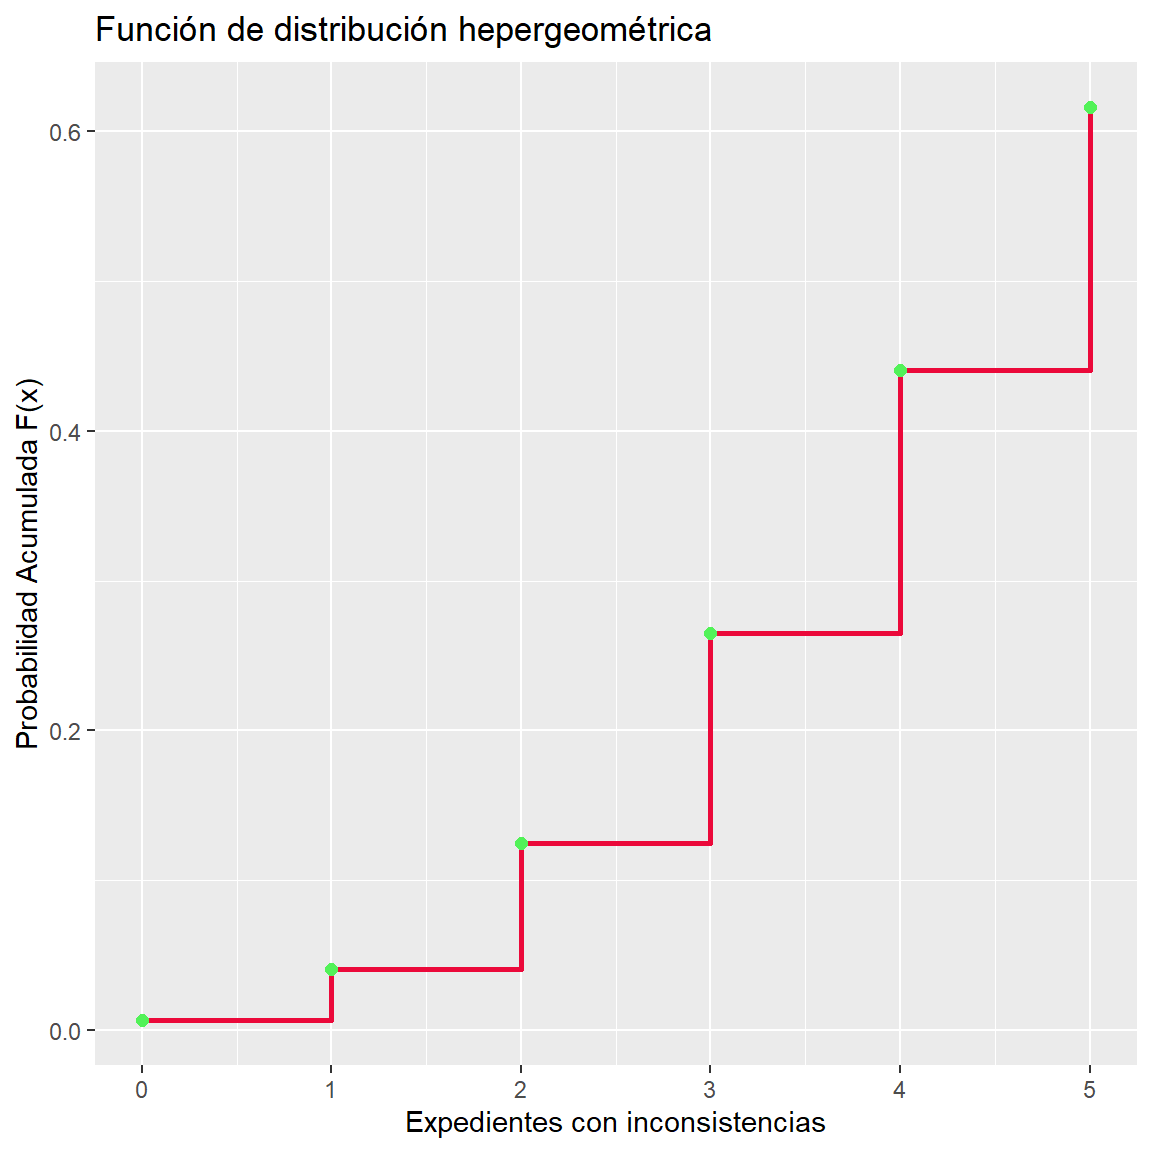 Función de distribución hepergeométrica
Probabilidad Acumulada F(x)
0.6
0.4
0.2
0.0
0 1 2 3 4 5
Expedientes con inconsistencias